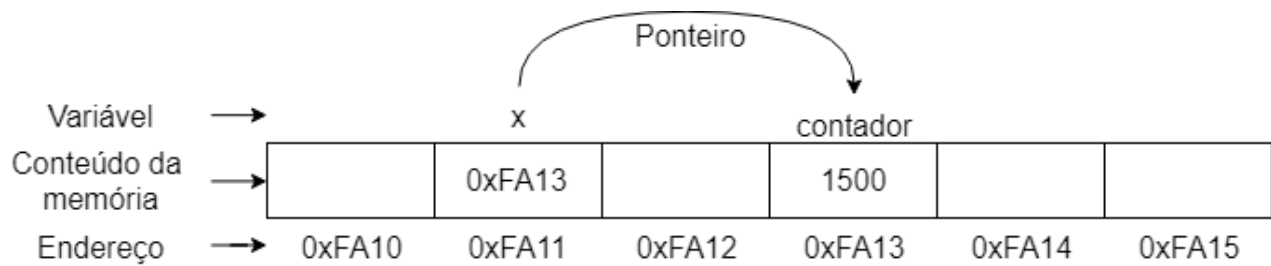 Ponteiro
Variável x contador
Conteúdo da
memória
0xFA13 1500
Endereço 0xFA10 0xFA11 0xFA12 0xFA13 0xFA14 0xFA15